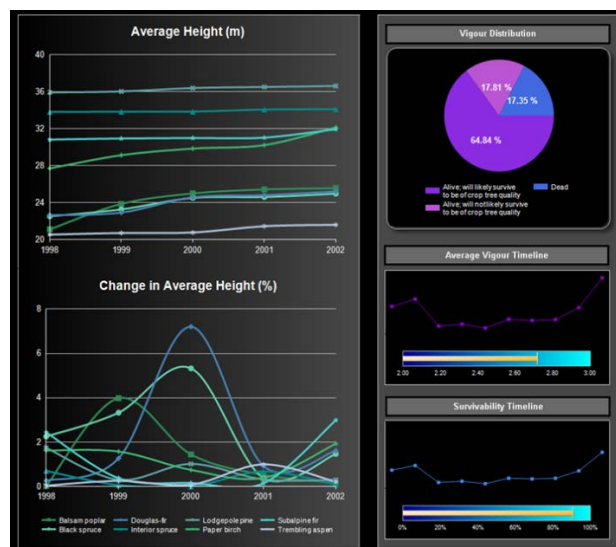 Average Height (m)
40
36
32
28
24
20
1998 1999 2000 2001 2002
Change in Average Height (%)
8
6
4
2
0
1998 1999 2000 2001 2002
Balsam poplar Douglas-fir Lodgepole pine Subalpine fir
Black spruce Interior spruce Paper birch Trembling aspen
Vigour Distribution
17.81 %
17.35 %
64.84 %
Alive; will likely survive
to be of crop tree quality
Dead
Alive; will notlikely survive
to be of crop tree quality
Average Vigour Timeline
2.00 2.20 2.40 2.60 2.80 3.00
Survivability Timeline
0% 20% 40% 60% 80% 100%